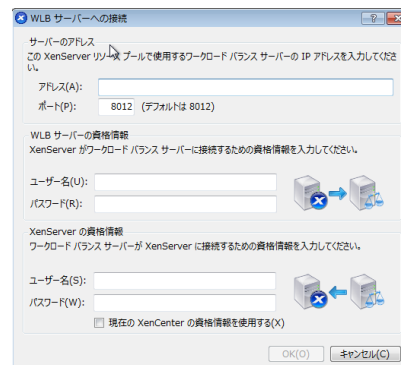 WLB サーバーへの接続
サーバーのアドレス
この XenServer リソース プールで使用するワークロード バランス サーバーの IP アドレスを入力してくださ
い。
アドレス(A):
ポート(P): 8012 (デフォルトは 8012)
WLB サーバーの資格情報
XenServer がワークロード バランス サーバーに接続するための資格情報を入力してください。
ユーザー名(U):
パスワード(R):
XenServer の資格情報
ワークロード バランス サーバーが XenServer に接続するための資格情報を入力してください。
ユーザー名(S):
パスワード(W):
現在の XenCenter の資格情報を使用する(X)
OK(O) キャンセル(C)